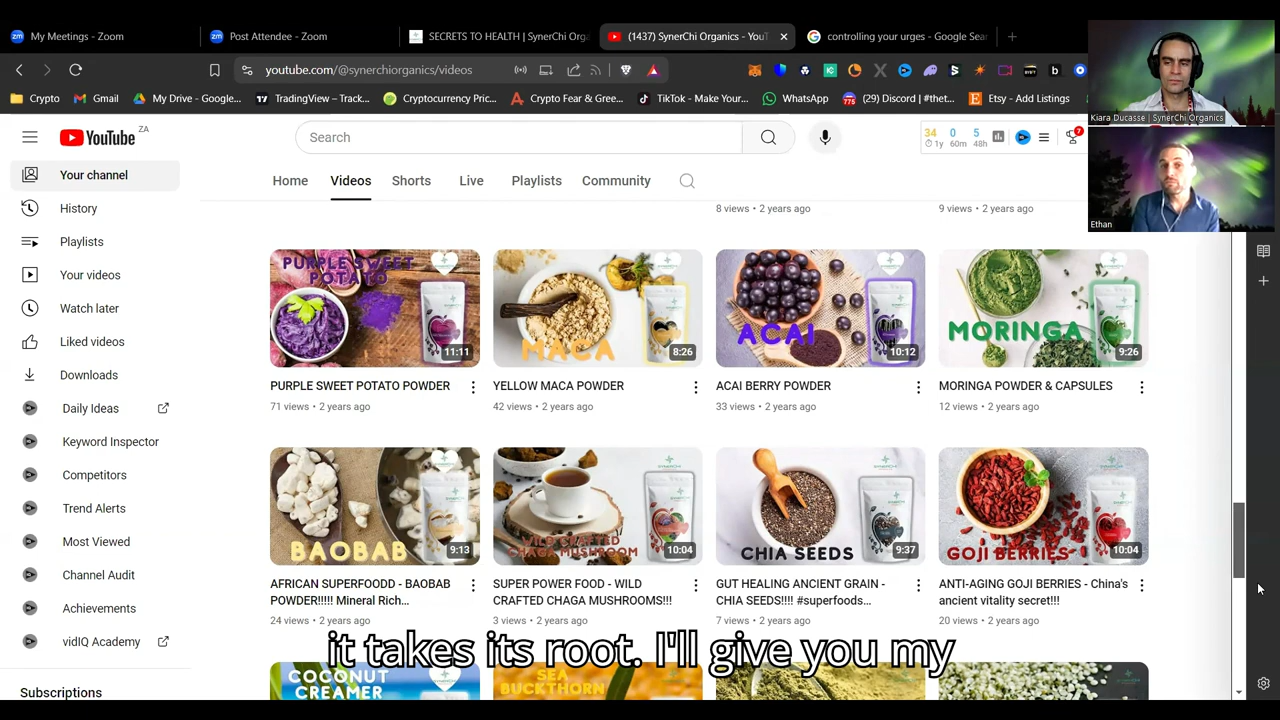 My Meetings - Zoom
Post Attendee - Zoom
SECRETS TO HEALTH | SynerChi Orga
(1437) SynerChi Organics - YouT
controlling your urges - Google Sea
youtube.com/@synerchiorganics/videos
Crypto
Gmail
My Drive - Google...
TradingView – Track...
Cryptocurrency Pric...
Crypto Fear & Gree...
TikTok - Make Your...
WhatsApp
(29) Discord | #thet...
Etsy - Add Listings
Kiara Ducasse | SynerChi Organics
Ethan
YouTube
ZA
Search
34
0
5
1y
60m
48h
7
Your channel
History
Playlists
Your videos
Watch later
Liked videos
Downloads
Daily Ideas
Keyword Inspector
Competitors
Trend Alerts
Most Viewed
Channel Audit
Achievements
vidIQ Academy
Subscriptions
Home
Videos
Shorts
Live
Playlists
Community
8 views • 2 years ago
9 views • 2 years ago
PURPLE SWEET
POTATO
11:11
MACA
8:26
ACAI
10:12
MORINGA
9:26
PURPLE SWEET POTATO POWDER
71 views • 2 years ago
YELLOW MACA POWDER
42 views • 2 years ago
ACAI BERRY POWDER
33 views • 2 years ago
MORINGA POWDER & CAPSULES
12 views • 2 years ago
BAOBAB
9:13
WILD CRAFTED
CHAGA MUSHROOM
10:04
CHIA SEEDS
9:37
GOJI BERRIES
10:04
AFRICAN SUPERFOODD - BAOBAB
POWDER!!!!! Mineral Rich...
24 views • 2 years ago
SUPER POWER FOOD - WILD
CRAFTED CHAGA MUSHROOMS!!!
3 views • 2 years ago
GUT HEALING ANCIENT GRAIN -
CHIA SEEDS!!!! #superfoods...
7 views • 2 years ago
ANTI-AGING GOJI BERRIES - China's
ancient vitality secret!!!
20 views • 2 years ago
it takes its root. I'll give you my
COCONUT
CREAMER
SEA
BUCKTHORN